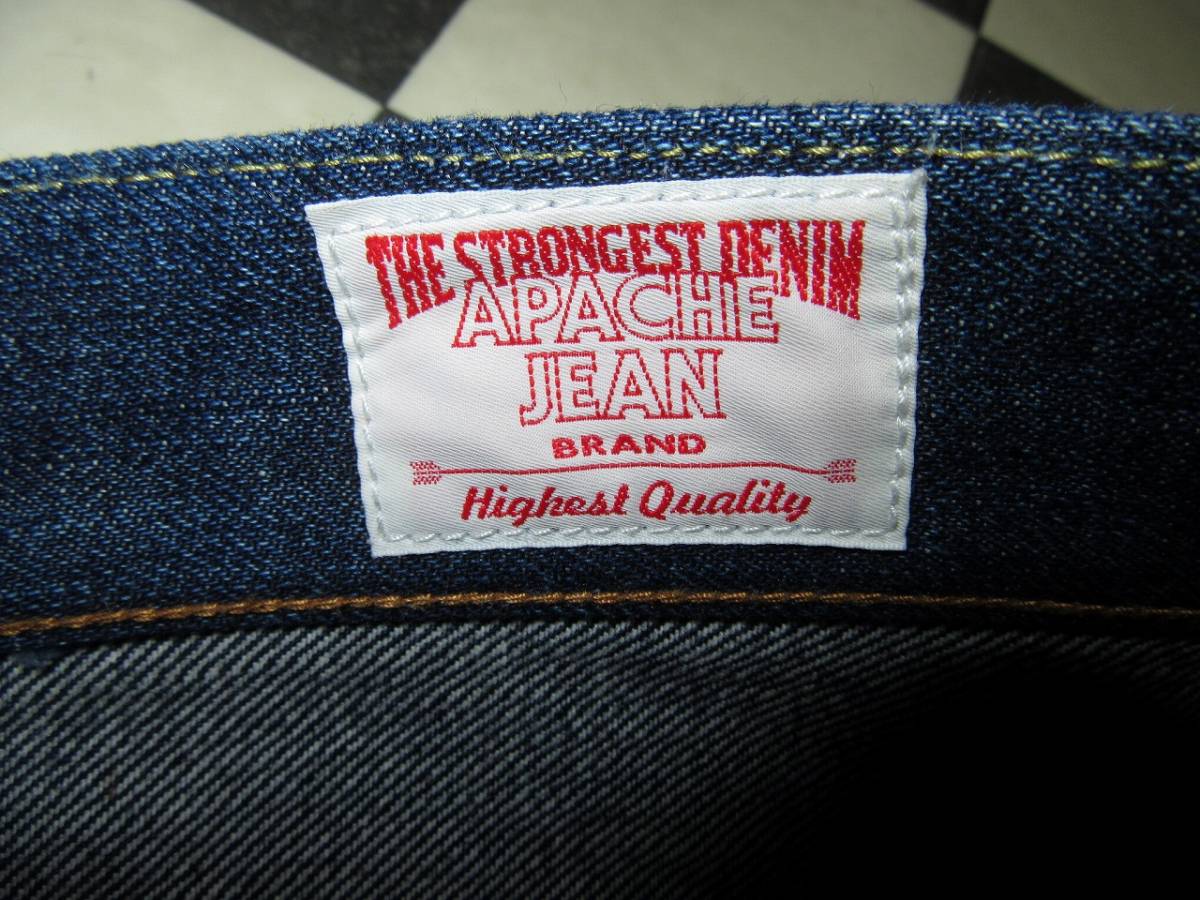 THE STRONGEST DENIM
APACHE
JEAN
BRAND
Highest Quality